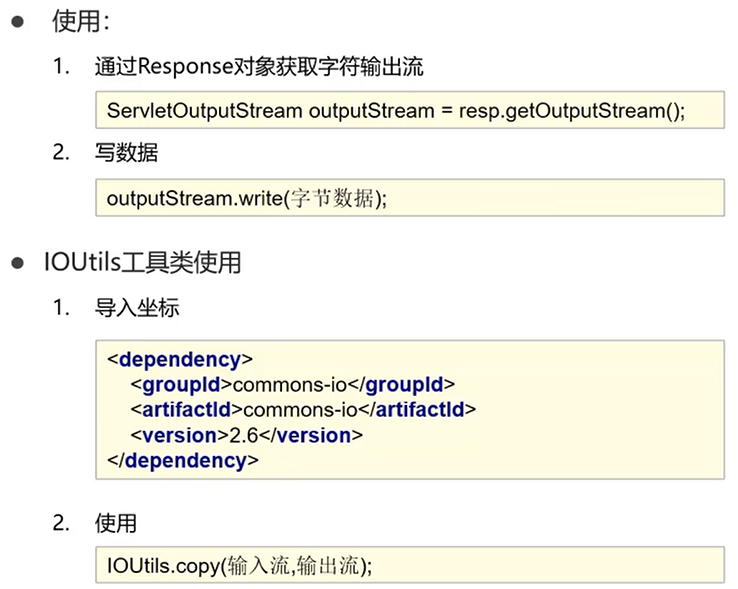 ● 使用：
1. 通过Response对象获取字符输出流
ServletOutputStream outputStream = resp.getOutputStream();
2. 写数据
outputStream.write(字节数据);
● IOUtils工具类使用
1. 导入坐标
<dependency>
<groupId>commons-io</groupId>
<artifactId>commons-io</artifactId>
<version>2.6</version>
</dependency>
2. 使用
IOUtils.copy(输入流,输出流);